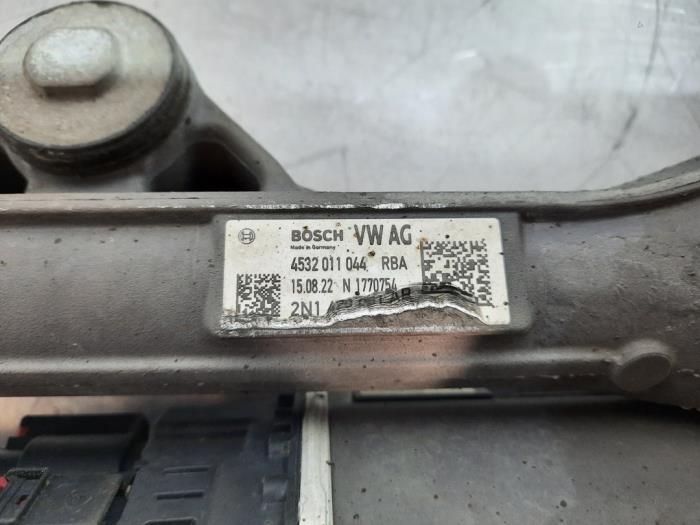 BOSCH VW AG
Made in Germany
4532 011 044 RBA
15.08.22 N 1770754
2N1